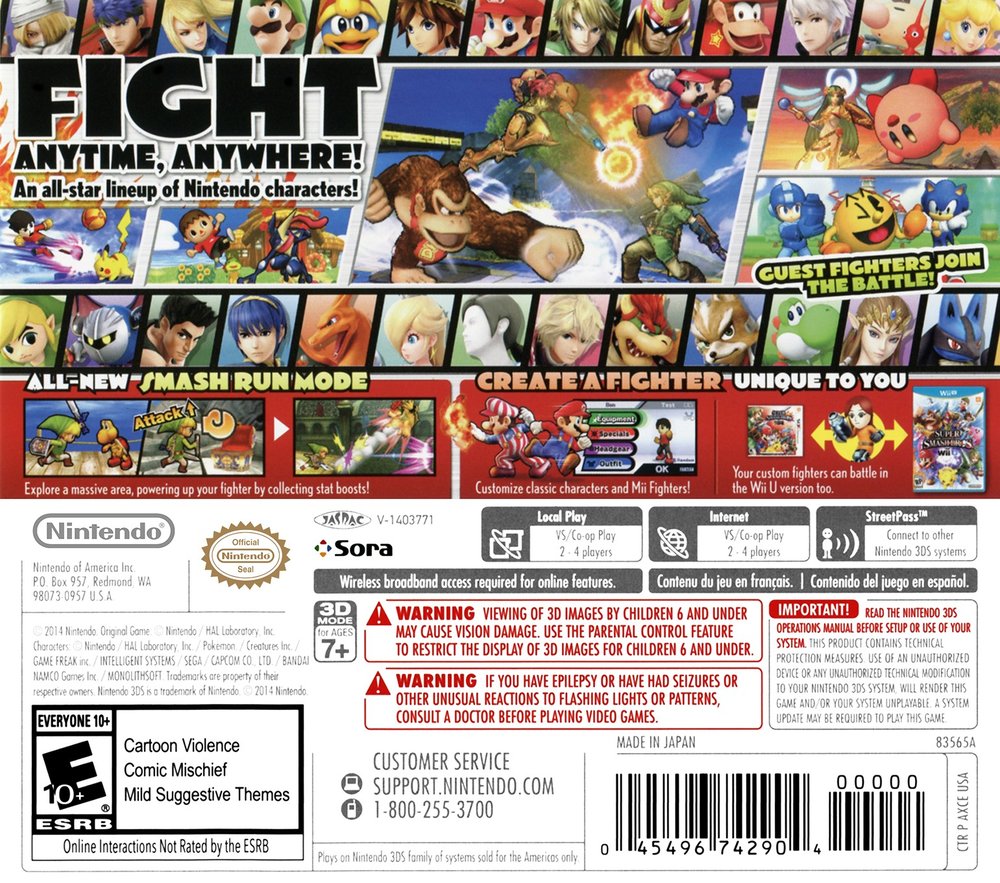 FIGHT
ANYTIME, ANYWHERE!
An all-star lineup of Nintendo characters!
GUEST FIGHTERS JOIN
THE BATTLE!
ALL-NEW SMASH RUN MODE
Attack↑
Explore a massive area, powering up your fighter by collecting stat boosts!
CREATE A FIGHTER UNIQUE TO YOU
Equipment
Specials
Headgear
Outfit
OK
Customize classic characters and Mii Fighters!
Wii U
SUPER
SMASH BROS
Wii U
Your custom fighters can battle in
the Wii U version too.
Nintendo®
Nintendo of America Inc.
P.O. Box 957, Redmond, WA
98073-0957 U.S.A.
Official
Nintendo
Seal
JASRAC V-1403771
Sora
Local Play
VS/Co-op Play
2 - 4 players
Internet
VS/Co-op Play
2 - 4 players
StreetPass™
Connect to other
Nintendo 3DS systems
Wireless broadband access required for online features.
Contenu du jeu en français. | Contenido del juego en español.
© 2014 Nintendo. Original Game: © Nintendo / HAL Laboratory, Inc.
Characters: © Nintendo / HAL Laboratory, Inc. / Pokemon / Creatures Inc. /
GAME FREAK inc. / INTELLIGENT SYSTEMS / SEGA / CAPCOM CO., LTD. / BANDAI
NAMCO Games Inc. / MONOLITHSOFT. Trademarks are property of their
respective owners. Nintendo 3DS is a trademark of Nintendo. © 2014 Nintendo.
3D
MODE
for AGES
7+
WARNING VIEWING OF 3D IMAGES BY CHILDREN 6 AND UNDER
MAY CAUSE VISION DAMAGE. USE THE PARENTAL CONTROL FEATURE
TO RESTRICT THE DISPLAY OF 3D IMAGES FOR CHILDREN 6 AND UNDER.
WARNING IF YOU HAVE EPILEPSY OR HAVE HAD SEIZURES OR
OTHER UNUSUAL REACTIONS TO FLASHING LIGHTS OR PATTERNS,
CONSULT A DOCTOR BEFORE PLAYING VIDEO GAMES.
IMPORTANT! READ THE NINTENDO 3DS
OPERATIONS MANUAL BEFORE SETUP OR USE OF YOUR
SYSTEM. THIS PRODUCT CONTAINS TECHNICAL
PROTECTION MEASURES. USE OF AN UNAUTHORIZED
DEVICE OR ANY UNAUTHORIZED TECHNICAL MODIFICATION
TO YOUR NINTENDO 3DS SYSTEM, WILL RENDER THIS
GAME AND/OR YOUR SYSTEM UNPLAYABLE. A SYSTEM
UPDATE MAY BE REQUIRED TO PLAY THIS GAME.
EVERYONE 10+
E
10+
®
ESRB
Cartoon Violence
Comic Mischief
Mild Suggestive Themes
Online Interactions Not Rated by the ESRB
CUSTOMER SERVICE
SUPPORT.NINTENDO.COM
1-800-255-3700
Plays on Nintendo 3DS family of systems sold for the Americas only.
MADE IN JAPAN
83565A
0 45496 74290 4
00000
CTR P AXCE USA